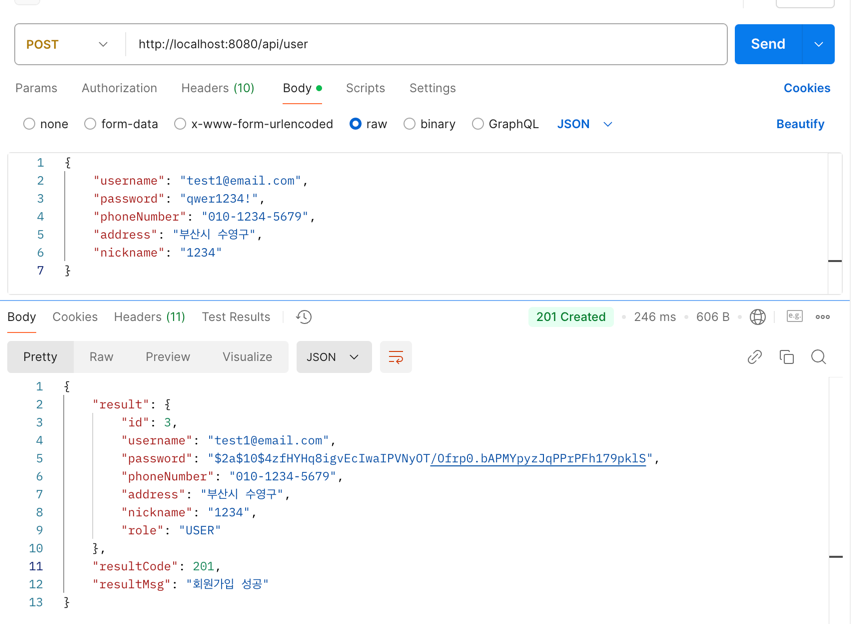 POST http://localhost:8080/api/user Send
Params Authorization Headers (10) Body Scripts Settings Cookies
none form-data x-www-form-urlencoded raw binary GraphQL JSON Beautify
1 {
2 "username": "test1@email.com",
3 "password": "qwer1234!",
4 "phoneNumber": "010-1234-5679",
5 "address": "부산시 수영구",
6 "nickname": "1234"
7 }
Body Cookies Headers (11) Test Results 201 Created 246 ms 606 B e.g.
Pretty Raw Preview Visualize JSON
1 {
2 "result": {
3 "id": 3,
4 "username": "test1@email.com",
5 "password": "$2a$10$4zfHYHq8igvEcIwaIPVNyOT/Ofrp0.bAPMYpyzJqPPrPFh179pklS",
6 "phoneNumber": "010-1234-5679",
7 "address": "부산시 수영구",
8 "nickname": "1234",
9 "role": "USER"
10 },
11 "resultCode": 201,
12 "resultMsg": "회원가입 성공"
13 }